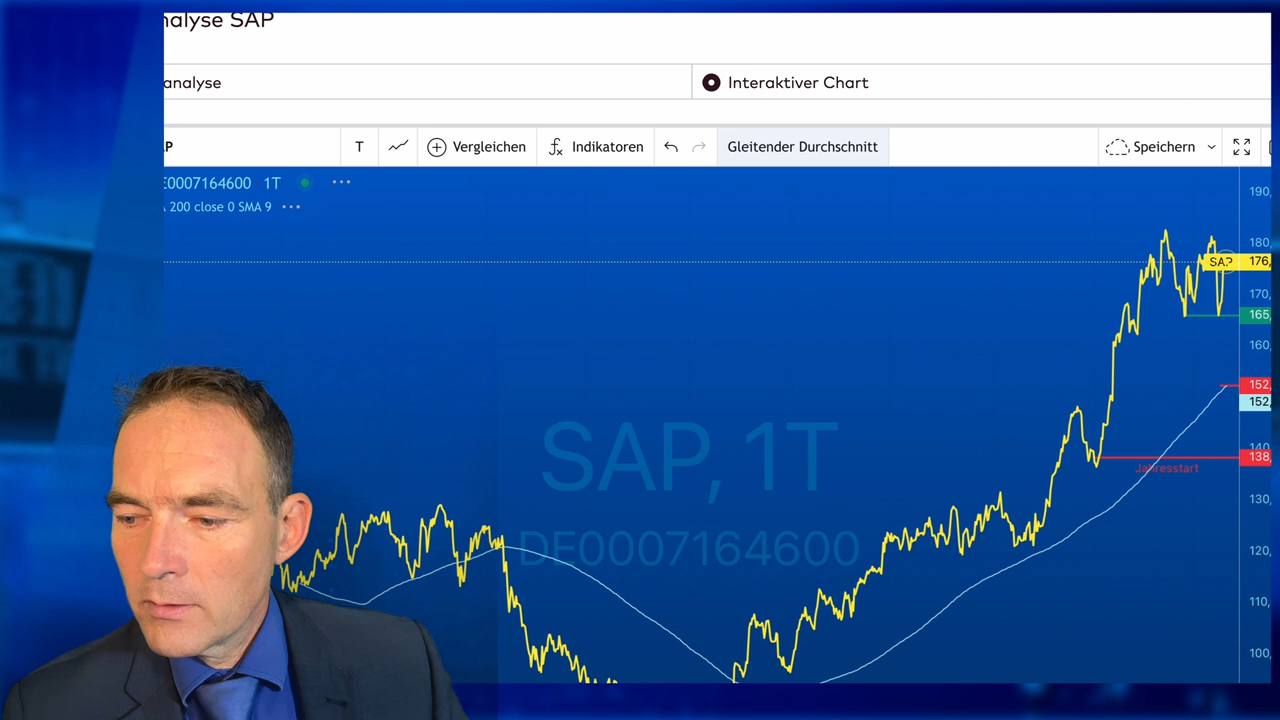 nalyse SAP
analyse
Interaktiver Chart
P
T
Vergleichen
Indikatoren
Gleitender Durchschnitt
Speichern
E0007164600 1T
200 close 0 SMA 9
190,
180
SAP 176,
170,
165,
160,
152,
152,
140,
138,
Jahresstart
130,
120,
110,
100,
SAP, 1T
DE0007164600